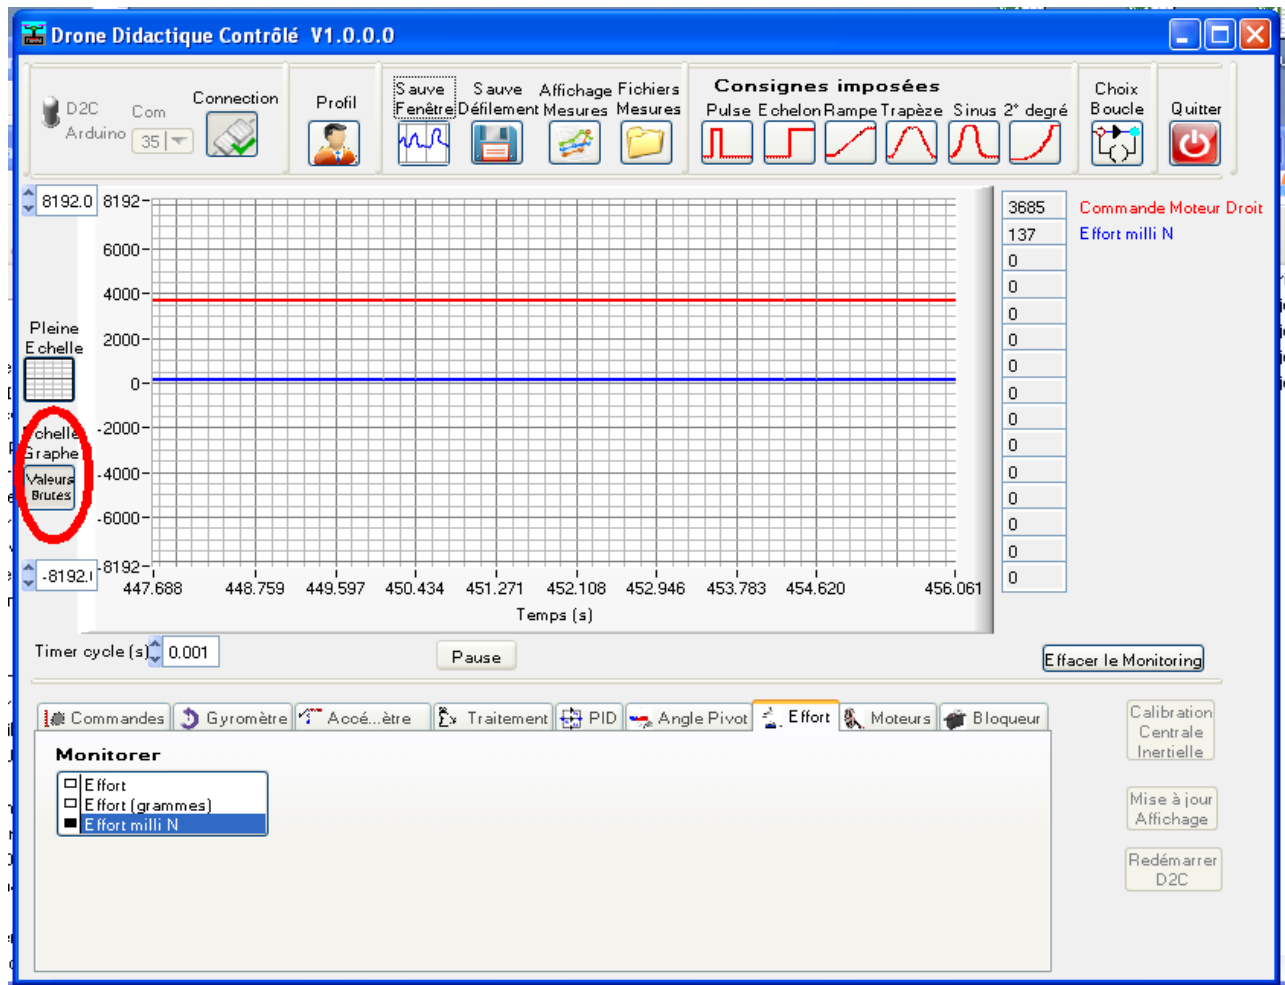 Drone Didactique Contrôlé V1.0.0.0
D2C
Arduino
Com
35
Connection
Profil
Sauve
Fenêtre
Sauve
Défilement
Affichage
Mesures
Fichiers
Mesures
Consignes imposées
Pulse Echelon Rampe Trapèze Sinus 2° degré
Choix
Boucle
Quitter
8192.0
8192
6000
4000
2000
0
-2000
-4000
-6000
-8192
Pleine
Echelle
Echelle
Graphe
Valeurs
Brutes
-8192.
447.688 448.759 449.597 450.434 451.271 452.108 452.946 453.783 454.620 456.061
Temps (s)
3685 Commande Moteur Droit
137 Effort milli N
0
0
0
0
0
0
0
0
0
0
0
0
0
Timer cycle (s) 0.001
Pause
Effacer le Monitoring
Commandes Gyromètre Accé...ètre Traitement PID Angle Pivot Effort Moteurs Bloqueur
Monitorer
Effort
Effort (grammes)
Effort milli N
Calibration
Centrale
Inertielle
Mise à jour
Affichage
Redémarrer
D2C